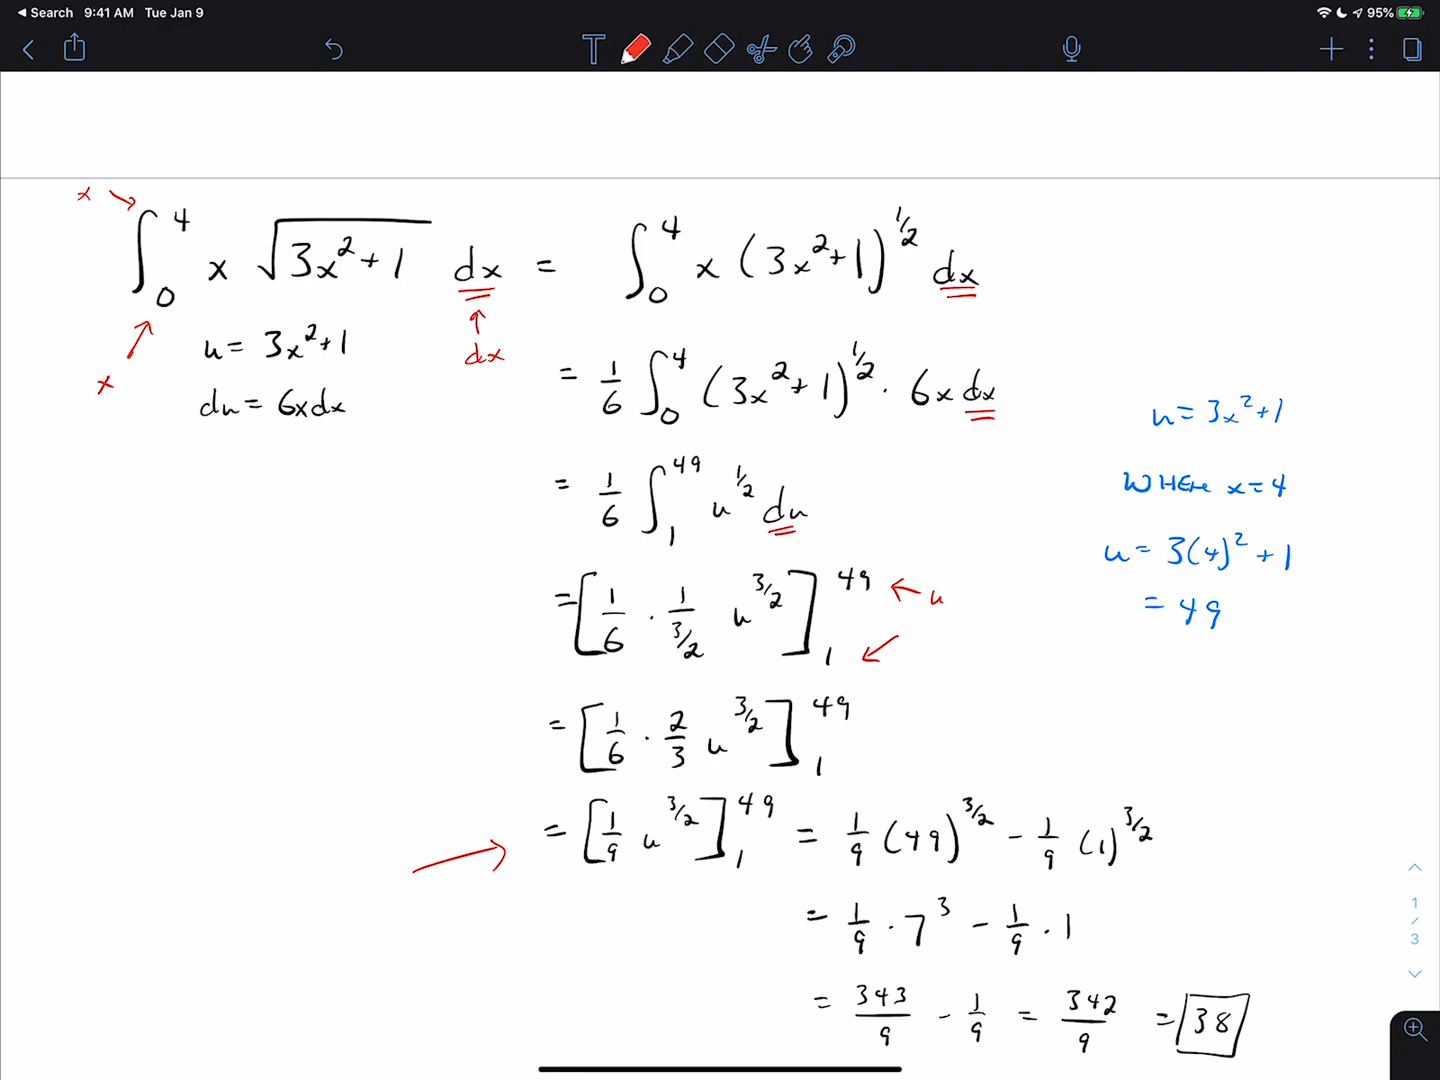 Search 9:41 AM Tue Jan 9 95%
T
x
∫₀⁴ x √(3x²+1) dx = ∫₀⁴ x (3x²+1)^(1/2) dx
x
dx
u = 3x²+1
du = 6xdx
= 1/6 ∫₀⁴ (3x²+1)^(1/2) · 6x dx
= 1/6 ∫₁⁴⁹ u^(1/2) du
= [1/6 · 1/(3/2) u^(3/2)]₁⁴⁹ ← u
= [1/6 · 2/3 u^(3/2)]₁⁴⁹
= [1/9 u^(3/2)]₁⁴⁹ = 1/9 (49)^(3/2) − 1/9 (1)^(3/2)
= 1/9 · 7³ − 1/9 · 1
= 343/9 − 1/9 = 342/9 = 38
u = 3x²+1
WHEN x=4
u = 3(4)² + 1
= 49
1
/
3